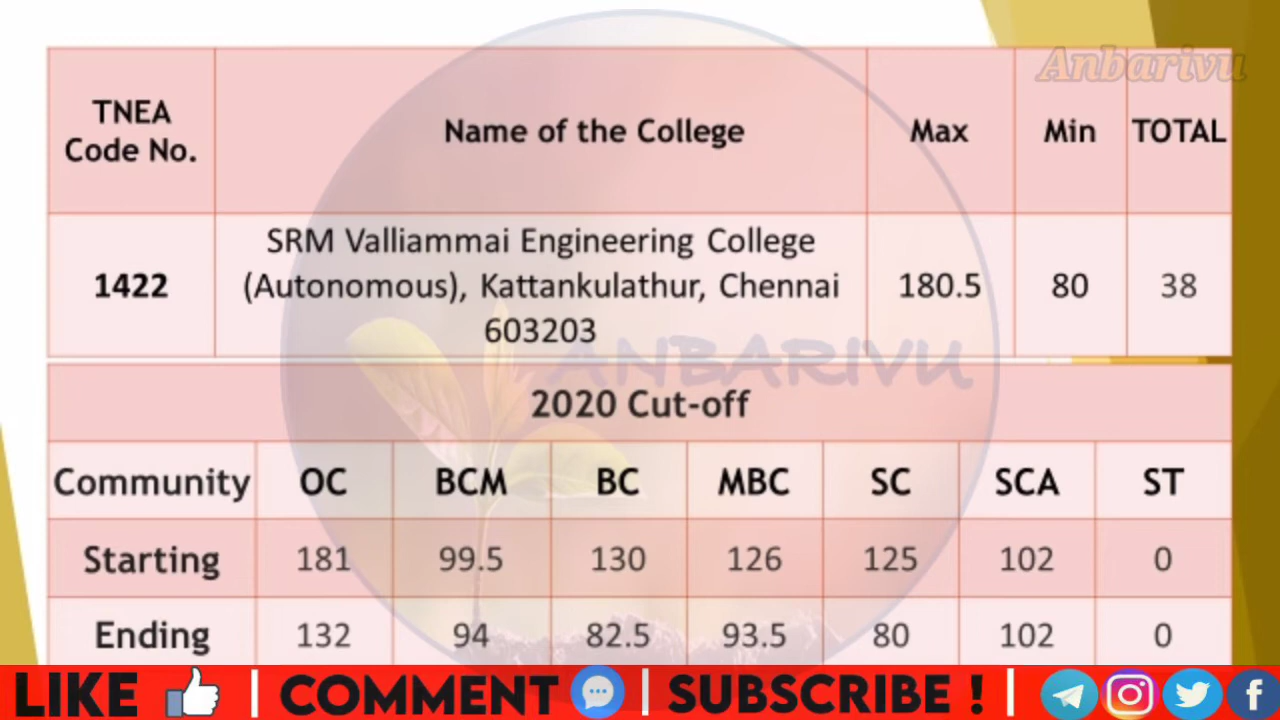 Anbarivu
TNEA
Code No.
Name of the College
Max
Min
TOTAL
1422
SRM Valliammai Engineering College
(Autonomous), Kattankulathur, Chennai
603203
180.5
80
38
ANBARIVU
2020 Cut-off
Community OC BCM BC MBC SC SCA ST
Starting 181 99.5 130 126 125 102 0
Ending 132 94 82.5 93.5 80 102 0
LIKE | COMMENT | SUBSCRIBE ! |